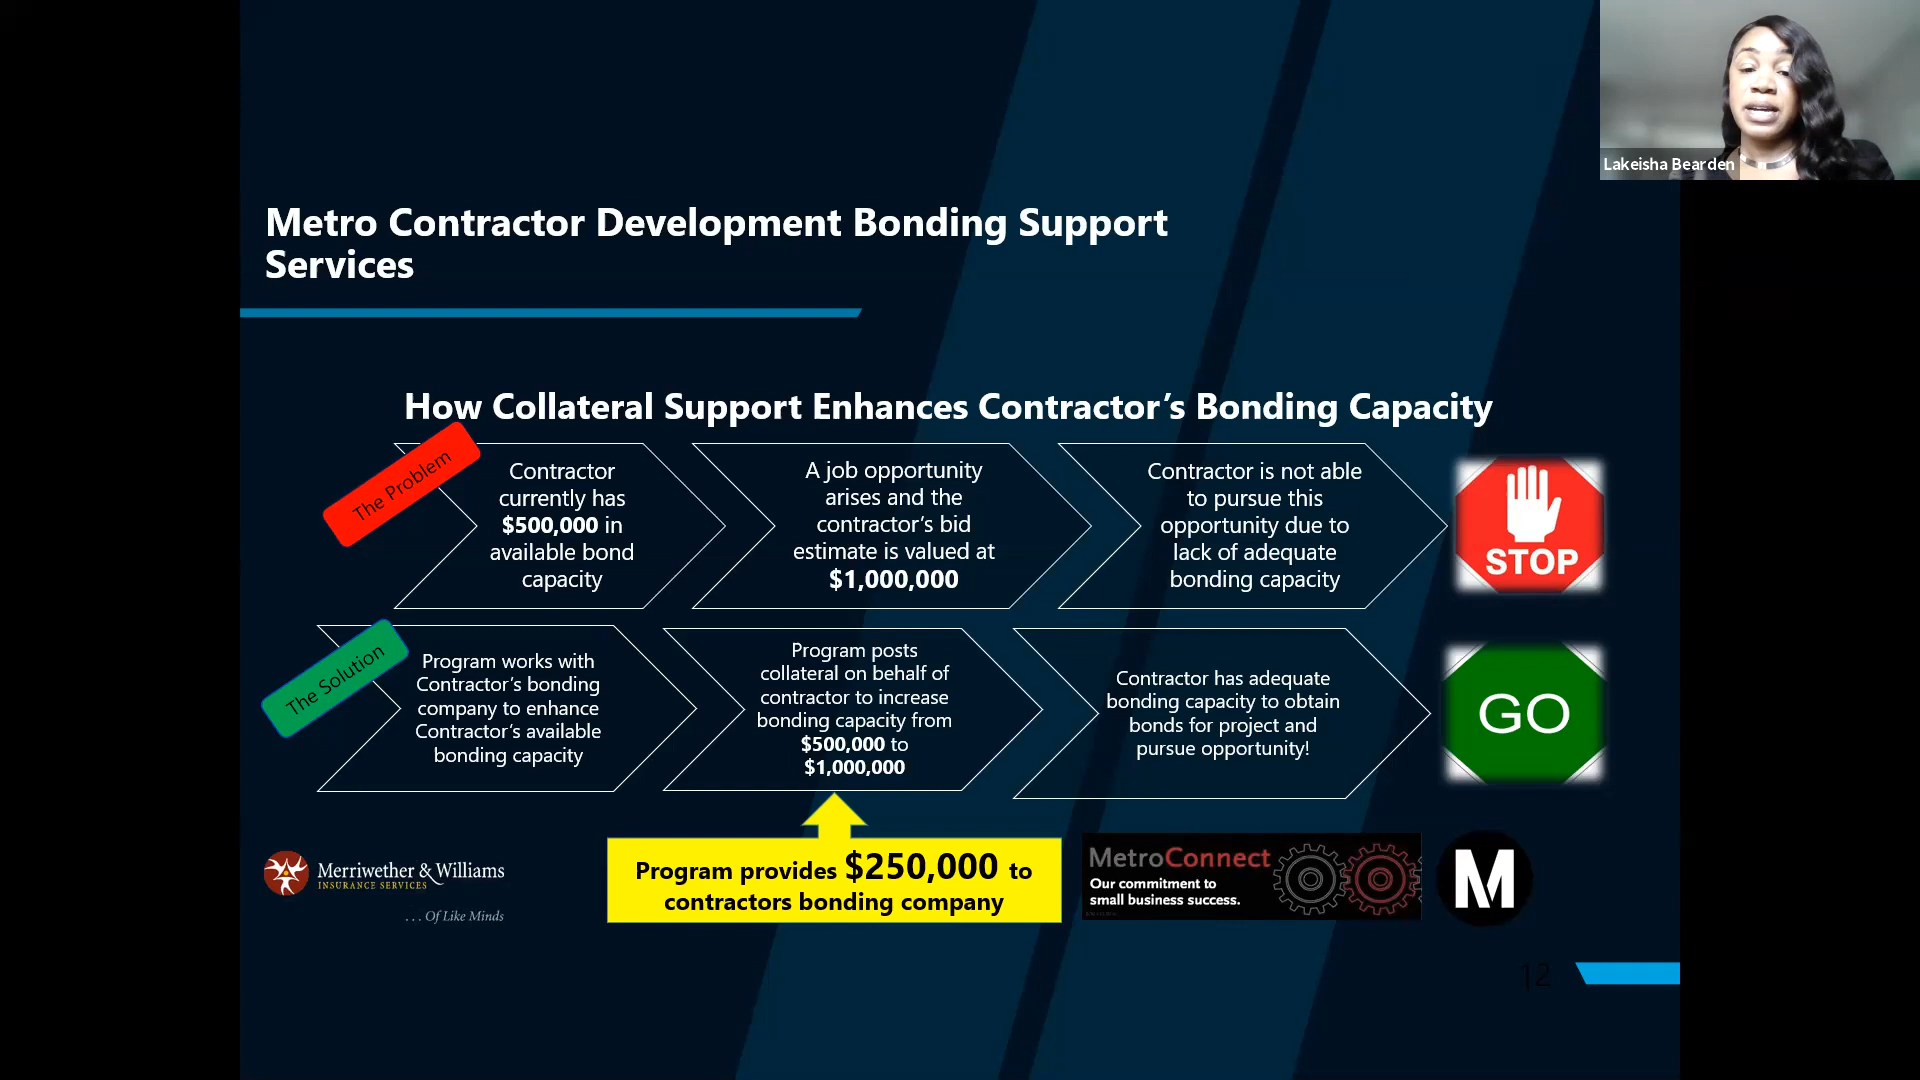 Lakeisha Bearden
Metro Contractor Development Bonding Support
Services
How Collateral Support Enhances Contractor’s Bonding Capacity
The Problem
Contractor
currently has
$500,000 in
available bond
capacity
A job opportunity
arises and the
contractor’s bid
estimate is valued at
$1,000,000
Contractor is not able
to pursue this
opportunity due to
lack of adequate
bonding capacity
STOP
The Solution
Program works with
Contractor’s bonding
company to enhance
Contractor’s available
bonding capacity
Program posts
collateral on behalf of
contractor to increase
bonding capacity from
$500,000 to
$1,000,000
Contractor has adequate
bonding capacity to obtain
bonds for project and
pursue opportunity!
GO
Merriwether & Williams
INSURANCE SERVICES
. . . Of Like Minds
Program provides $250,000 to
contractors bonding company
MetroConnect
Our commitment to
small business success.
M
12